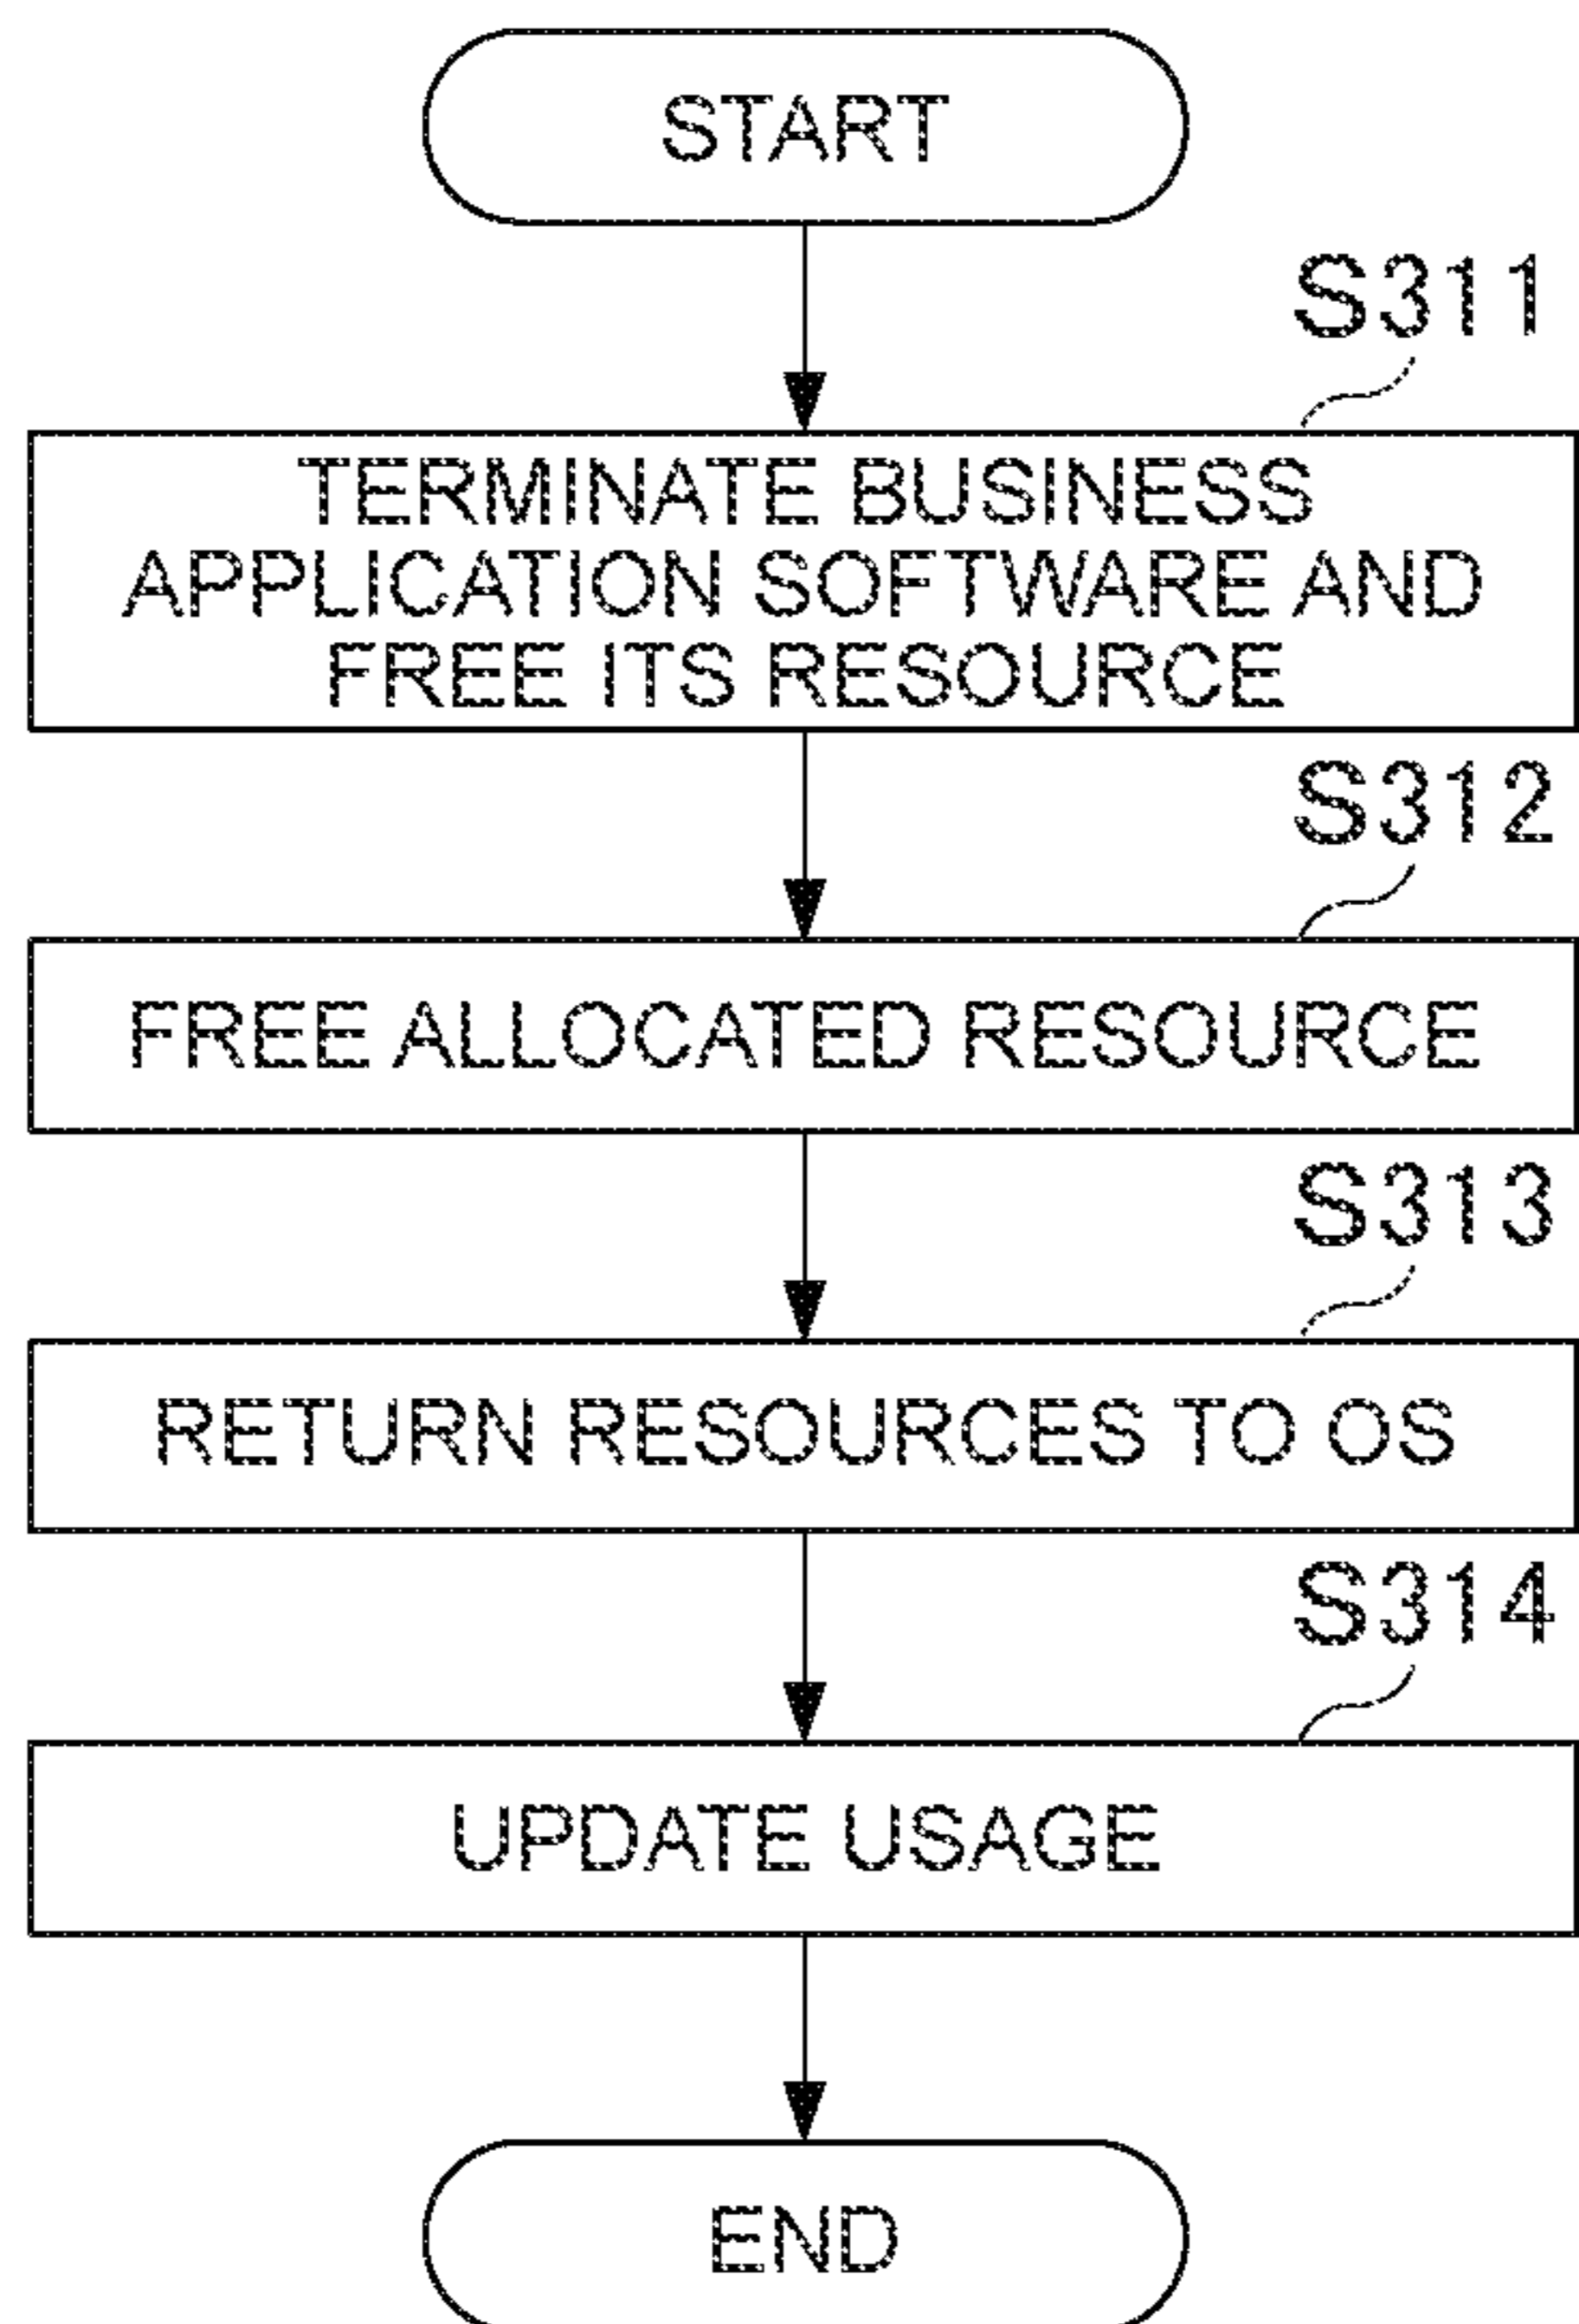 START
S311
TERMINATE BUSINESS
APPLICATION SOFTWARE AND
FREE ITS RESOURCE
S312
FREE ALLOCATED RESOURCE
S313
RETURN RESOURCES TO OS
S314
UPDATE USAGE
END